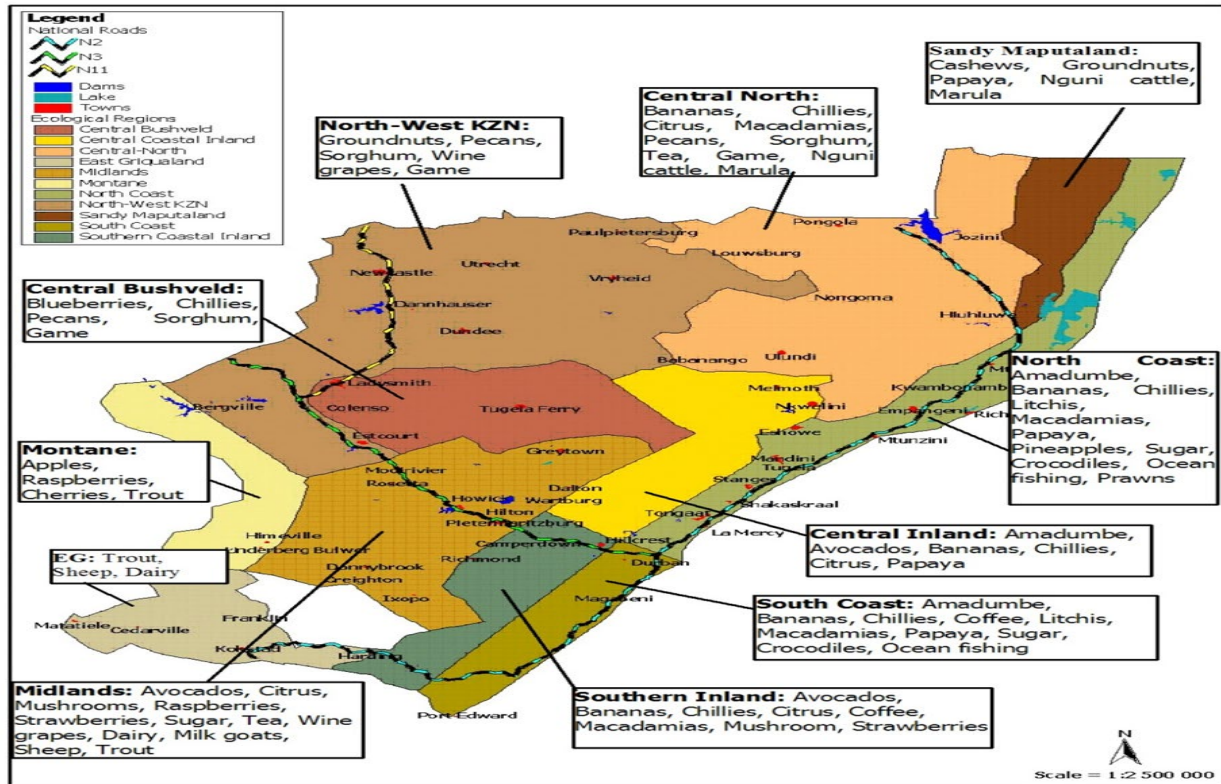 Legend
National Roads
N2
N3
N11
Dams
Lake
Towns
Ecological Regions
Central Bushveld
Central Coastal Inland
Central-North
East Griqualand
Midlands
Montane
North Coast
North-West KZN
Sandy Maputaland
South Coast
Southern Coastal Inland
North-West KZN:
Groundnuts, Pecans,
Sorghum, Wine
grapes, Game
Central North:
Bananas, Chillies,
Citrus, Macadamias,
Pecans, Sorghum,
Tea, Game, Nguni
cattle, Marula
Sandy Maputaland:
Cashews, Groundnuts,
Papaya, Nguni cattle,
Marula
Central Bushveld:
Blueberries, Chillies,
Pecans, Sorghum,
Game
Montane:
Apples,
Raspberries,
Cherries, Trout
EG: Trout,
Sheep, Dairy
Midlands: Avocados, Citrus,
Mushrooms, Raspberries,
Strawberries, Sugar, Tea, Wine
grapes, Dairy, Milk goats,
Sheep, Trout
Southern Inland: Avocados,
Bananas, Chillies, Citrus, Coffee,
Macadamias, Mushroom, Strawberries
South Coast: Amadumbe,
Bananas, Chillies, Coffee, Litchis,
Macadamias, Papaya, Sugar,
Crocodiles, Ocean fishing
Central Inland: Amadumbe,
Avocados, Bananas, Chillies,
Citrus, Papaya
North Coast:
Amadumbe,
Bananas, Chillies,
Litchis,
Macadamias,
Papaya,
Pineapples, Sugar,
Crocodiles, Ocean
fishing, Prawns
Paulpietersburg
Pongola
Jozini
Louwsburg
Newcastle
Utrecht
Vryheid
Nongoma
Dannhauser
Dundee
Hluhluwe
Babanango
Ulundi
Ladysmith
Melmoth
Kwambonamb
Bergville
Colenso
Tugela Ferry
Nkwelini
Empangeni
Rich
Estcourt
Eshowe
Mtunzini
Greytown
Mooirivier
Mandini
Tugela
Rosetta
Dalton
Stanger
Howick
Wartburg
Shakaskraal
Hilton
Tongaat
Pietermaritzburg
La Mercy
Himeville
Camperdown
Hillcrest
Underberg
Bulwer
Richmond
Durban
Donnybrook
Creighton
Magabeni
Ixopo
Franklin
Matatiele
Cedarville
Kokstad
Harding
Port Edward
N
Scale = 1:2 500 000